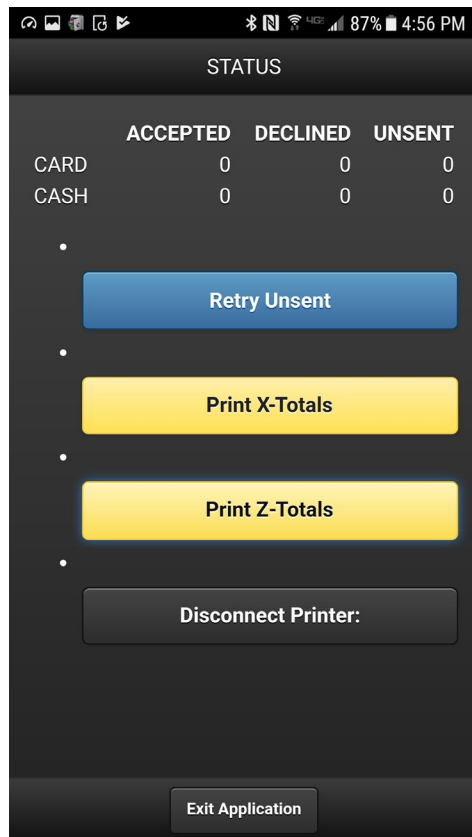 4GE 87% 4:56 PM
STATUS
ACCEPTED DECLINED UNSENT
CARD 0 0 0
CASH 0 0 0
Retry Unsent
Print X-Totals
Print Z-Totals
Disconnect Printer:
Exit Application